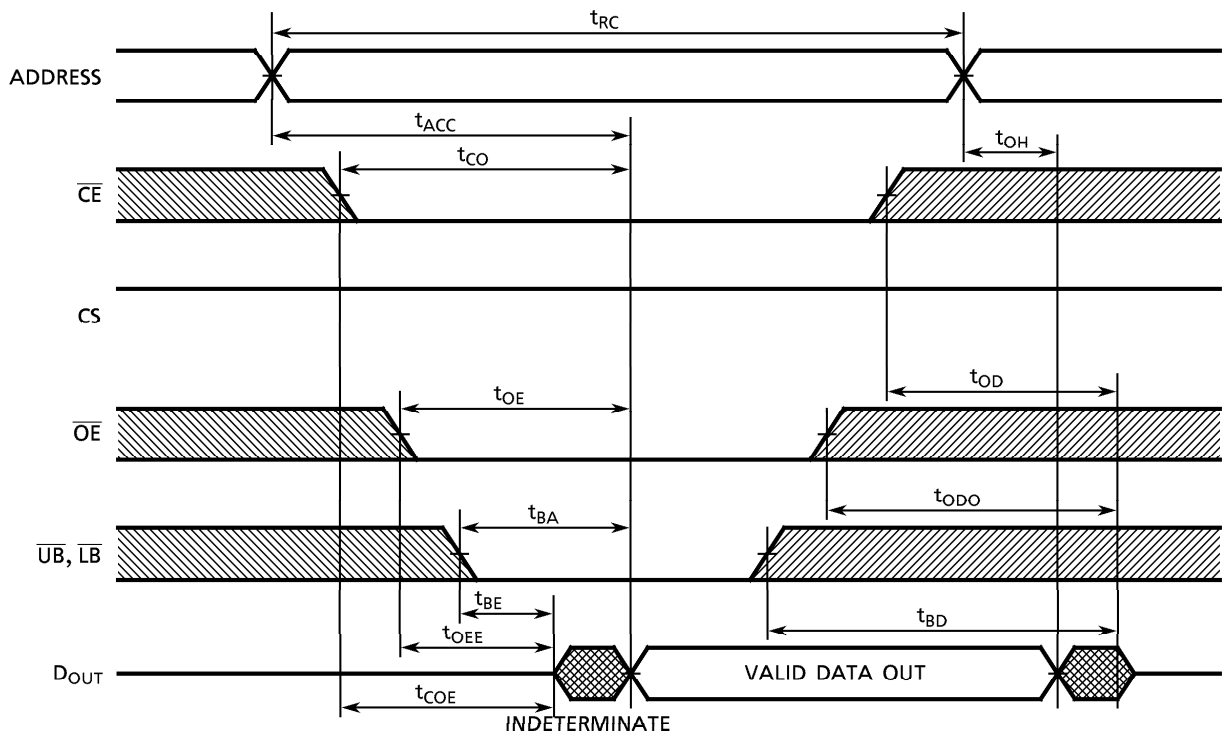 tRC
ADDRESS
tACC
tOH
tCO
CE
CS
tOD
tOE
OE
tODO
tBA
UB, LB
tBE
tBD
tOEE
DOUT
VALID DATA OUT
tCOE
INDETERMINATE